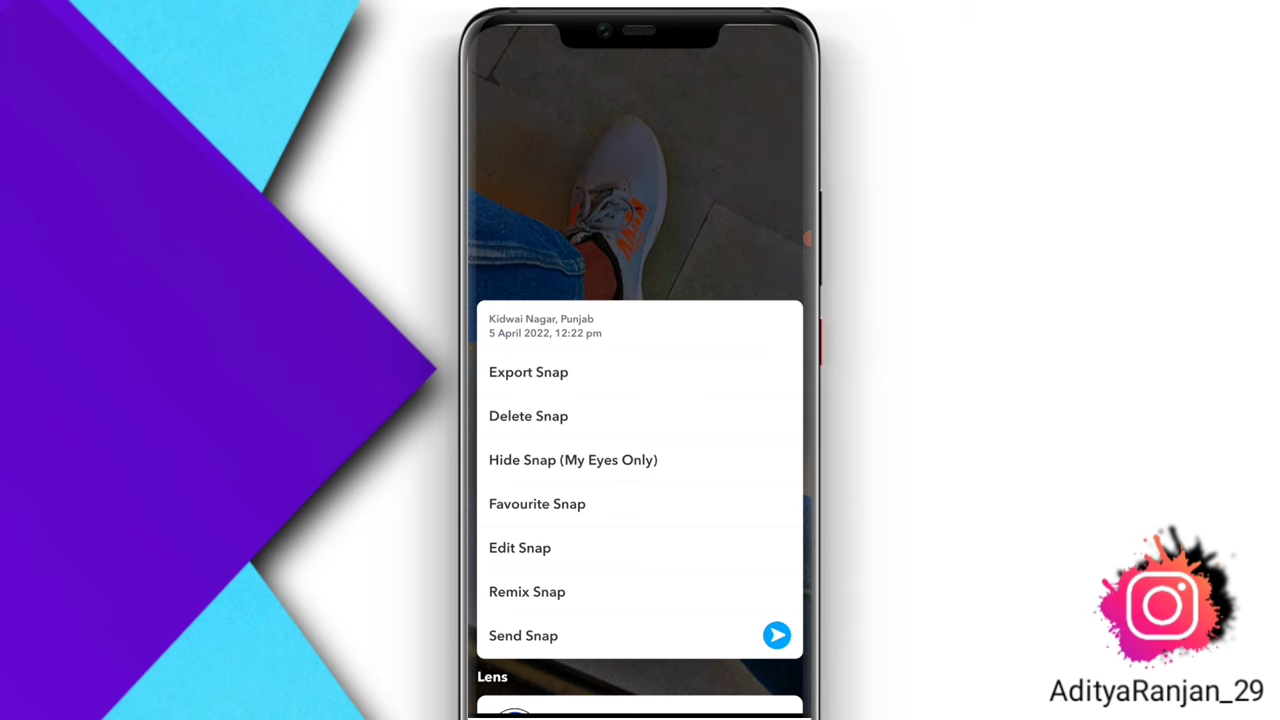 Kidwai Nagar, Punjab
5 April 2022, 12:22 pm
Export Snap
Delete Snap
Hide Snap (My Eyes Only)
Favourite Snap
Edit Snap
Remix Snap
Send Snap
Lens
AdityaRanjan_29